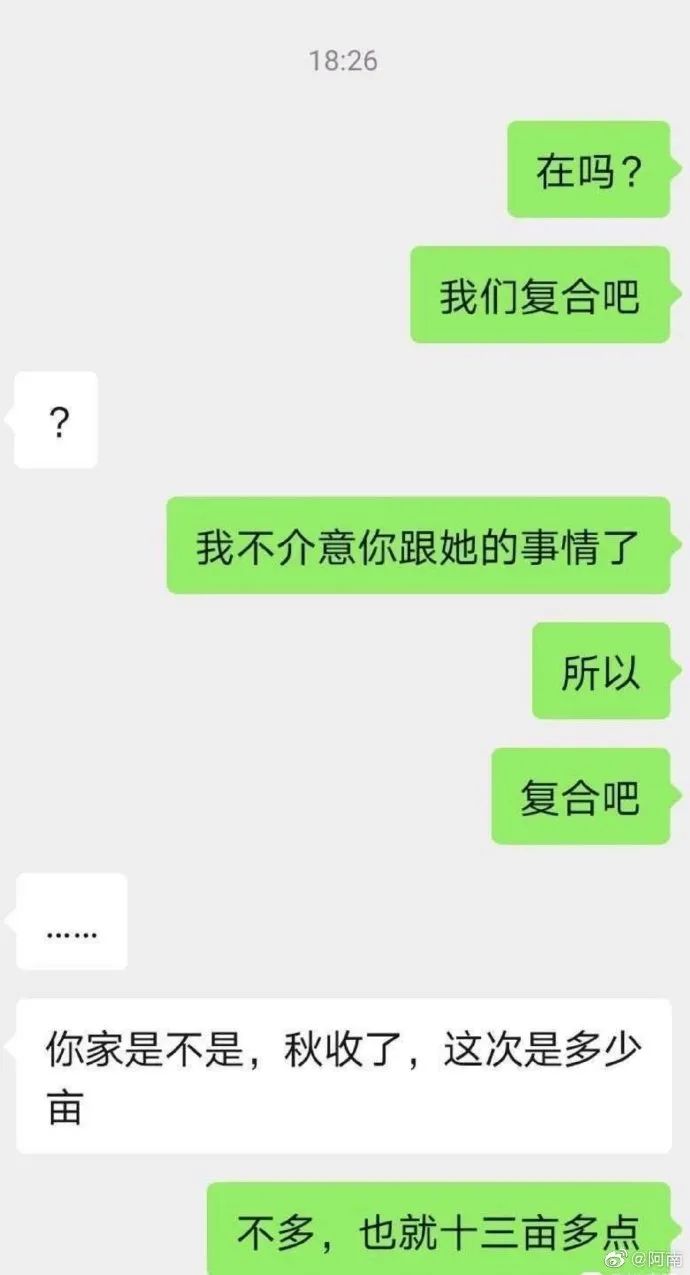 18:26
在吗？
我们复合吧
？
我不介意你跟她的事情了
所以
复合吧
……
你家是不是，秋收了，这次是多少
亩
不多，也就十三亩多点
@阿南